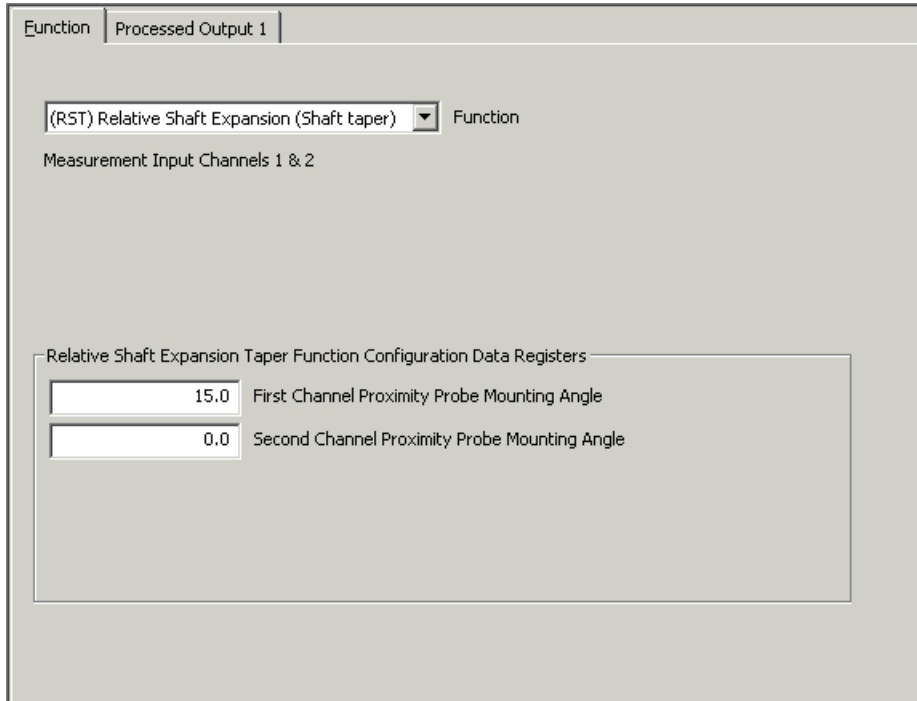 Function Processed Output 1
(RST) Relative Shaft Expansion (Shaft taper) Function
Measurement Input Channels 1 & 2
Relative Shaft Expansion Taper Function Configuration Data Registers
15.0 First Channel Proximity Probe Mounting Angle
0.0 Second Channel Proximity Probe Mounting Angle